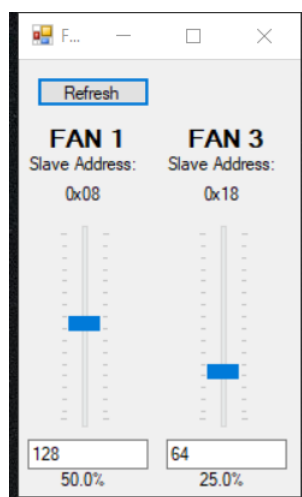 F...
Refresh
FAN 1 FAN 3
Slave Address: Slave Address:
0x08 0x18
128 64
50.0% 25.0%